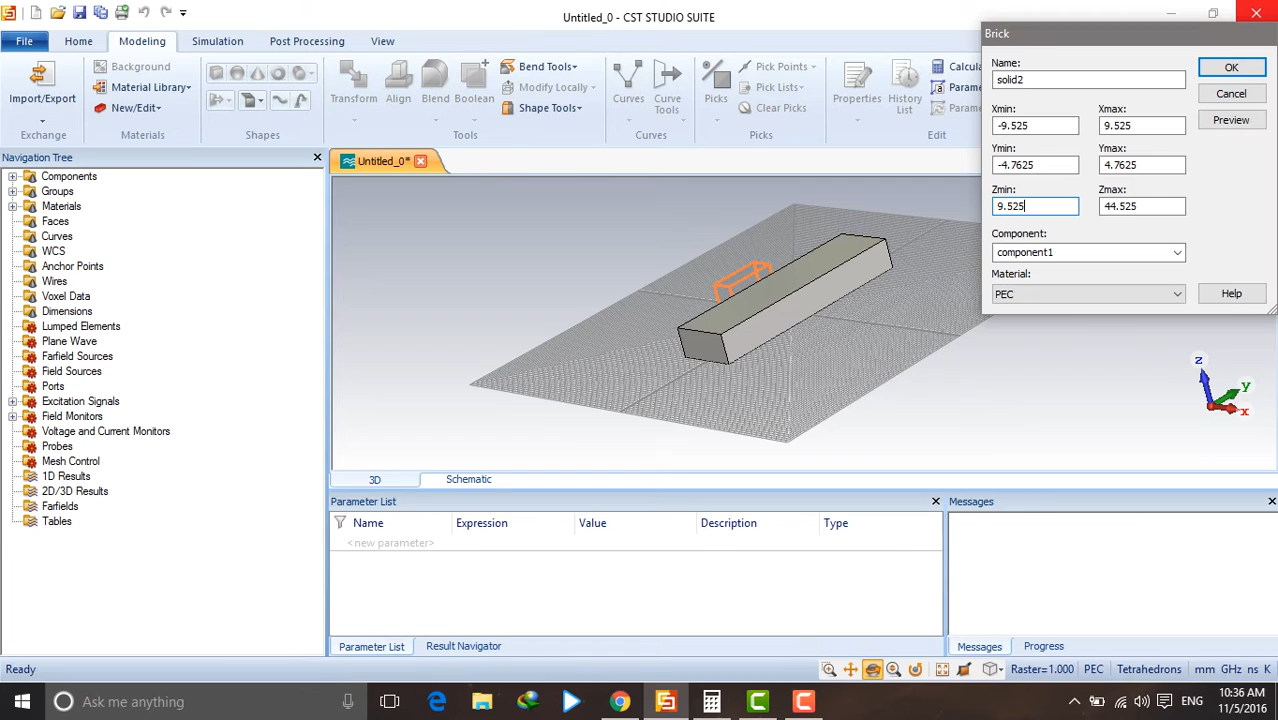 Untitled_0 - CST STUDIO SUITE
File
Home
Modeling
Simulation
Post Processing
View
Import/Export
Exchange
Background
Material Library
New/Edit
Materials
Shapes
Transform
Align
Blend
Boolean
Bend Tools
Modify Locally
Shape Tools
Tools
Curves
Curve Tools
Curves
Picks
Pick Points
Pick Lists
Clear Picks
Picks
Properties
History List
Edit
Brick
Name:
solid2
OK
Cancel
Preview
Xmin:
Xmax:
-9.525
9.525
Ymin:
Ymax:
-4.7625
4.7625
Zmin:
Zmax:
9.525
44.525
Component:
component1
Material:
PEC
Help
Navigation Tree
Components
Groups
Materials
Faces
Curves
WCS
Anchor Points
Wires
Voxel Data
Dimensions
Lumped Elements
Plane Wave
Farfield Sources
Field Sources
Ports
Excitation Signals
Field Monitors
Voltage and Current Monitors
Probes
Mesh Control
1D Results
2D/3D Results
Farfields
Tables
Untitled_0*
z
y
x
3D
Schematic
Parameter List
Name
Expression
Value
Description
Type
<new parameter>
Parameter List
Result Navigator
Messages
Messages
Progress
Ready
Raster=1.000 PEC Tetrahedrons mm GHz ns K
Ask me anything
ENG
10:36 AM
11/5/2016